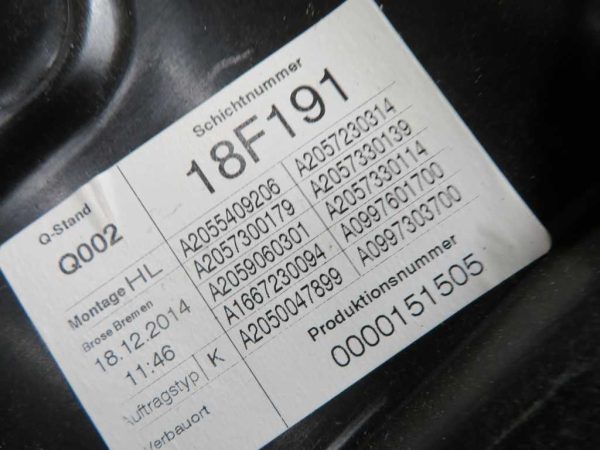 Q-Stand
Q002
Montage HL
Brose Bremen
18.12.2014
11:46
Auftragstyp K
Verbauort
Schichtnummer
18F191
A2055409206 A2057230314
A2057300179 A2057330139
A2059060301 A2057330114
A1667230094 A0997601700
A2050047899 A0997303700
Produktionsnummer
0000151505